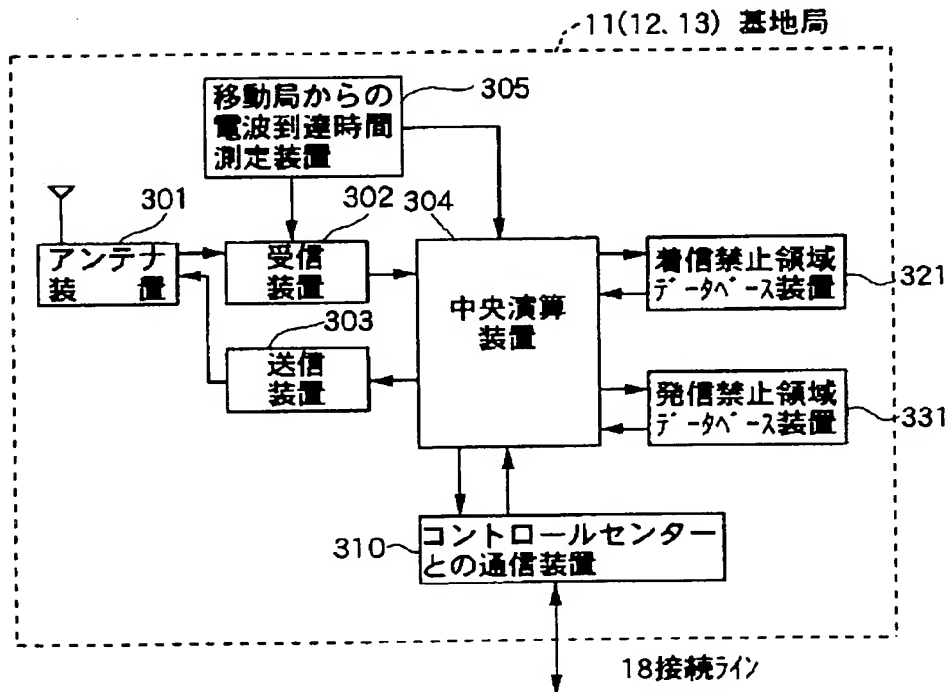 11(12、13) 基地局
移動局からの
電波到達時間
測定装置
305
301
アンテナ
装　置
302
受信
装置
304
中央演算
装置
着信禁止領域
データベース装置
321
303
送信
装置
発信禁止領域
データベース装置
331
310
コントロールセンター
との通信装置
18接続ライン